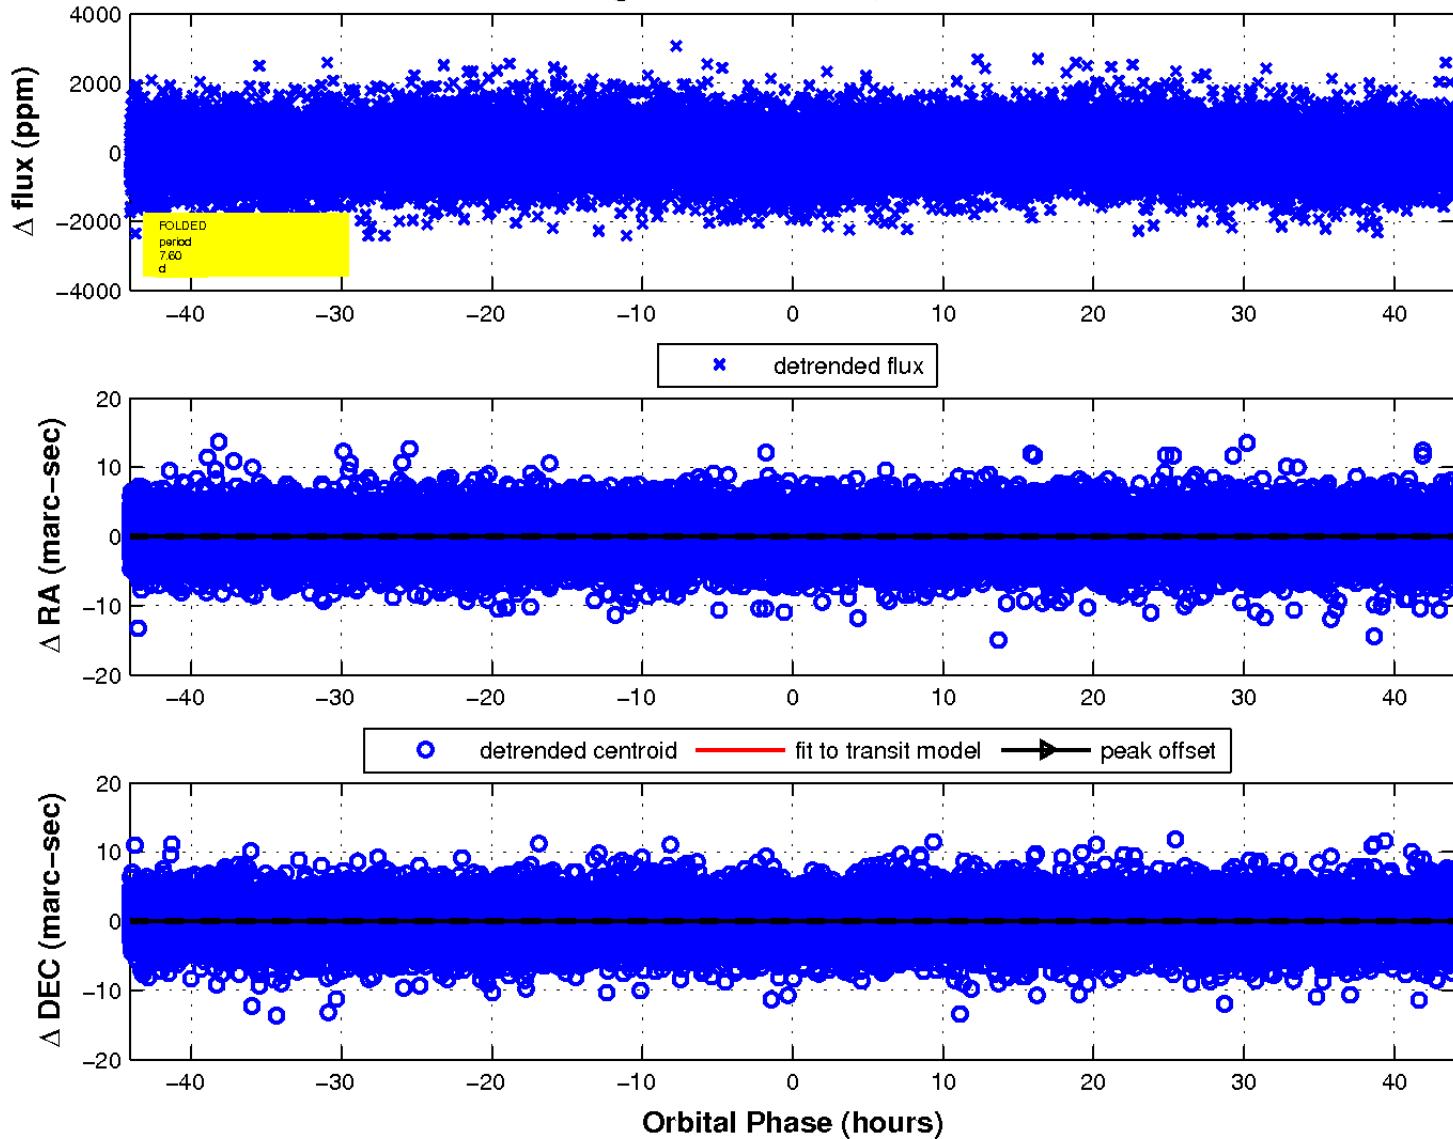 4000
2000
0
−2000
−4000
Δ flux (ppm)
FOLDED
period
7.60
d
−40 −30 −20 −10 0 10 20 30 40
detrended flux
20
10
0
−10
−20
Δ RA (marc−sec)
−40 −30 −20 −10 0 10 20 30 40
detrended centroid fit to transit model peak offset
20
10
0
−10
−20
Δ DEC (marc−sec)
−40 −30 −20 −10 0 10 20 30 40
Orbital Phase (hours)